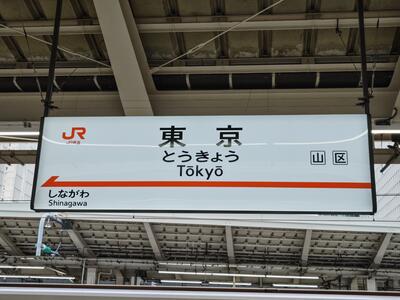 JR
JR東海
東京
とうきょう
Tōkyō
山 区
しながわ
Shinagawa